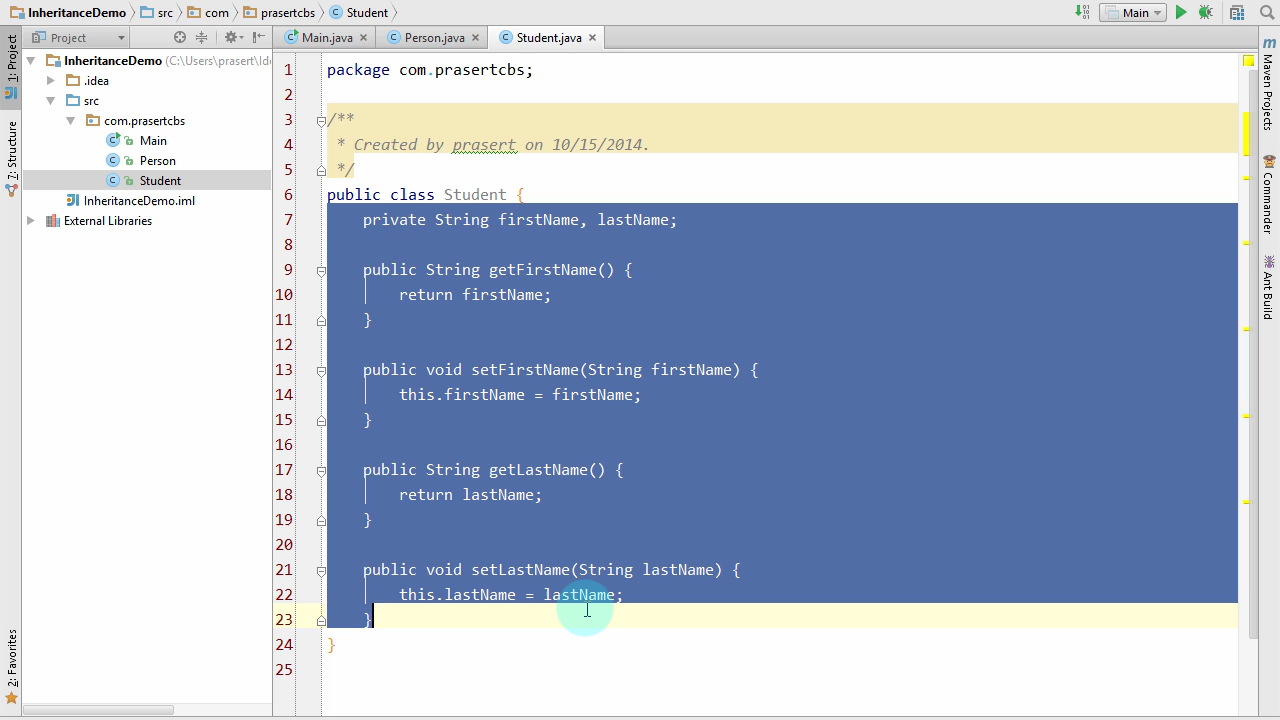 InheritanceDemo src com prasertcbs Student
Main
Project
Main.java Person.java Student.java
1: Project
7: Structure
2: Favorites
InheritanceDemo (C:\Users\prasert\Ide
.idea
src
com.prasertcbs
Main
Person
Student
InheritanceDemo.iml
External Libraries
1 package com.prasertcbs;
2
3 /**
4 * Created by prasert on 10/15/2014.
5 */
6 public class Student {
7 private String firstName, lastName;
8
9 public String getFirstName() {
10 return firstName;
11 }
12
13 public void setFirstName(String firstName) {
14 this.firstName = firstName;
15 }
16
17 public String getLastName() {
18 return lastName;
19 }
20
21 public void setLastName(String lastName) {
22 this.lastName = lastName;
23 }
24 }
25
Maven Projects
Commander
Ant Build